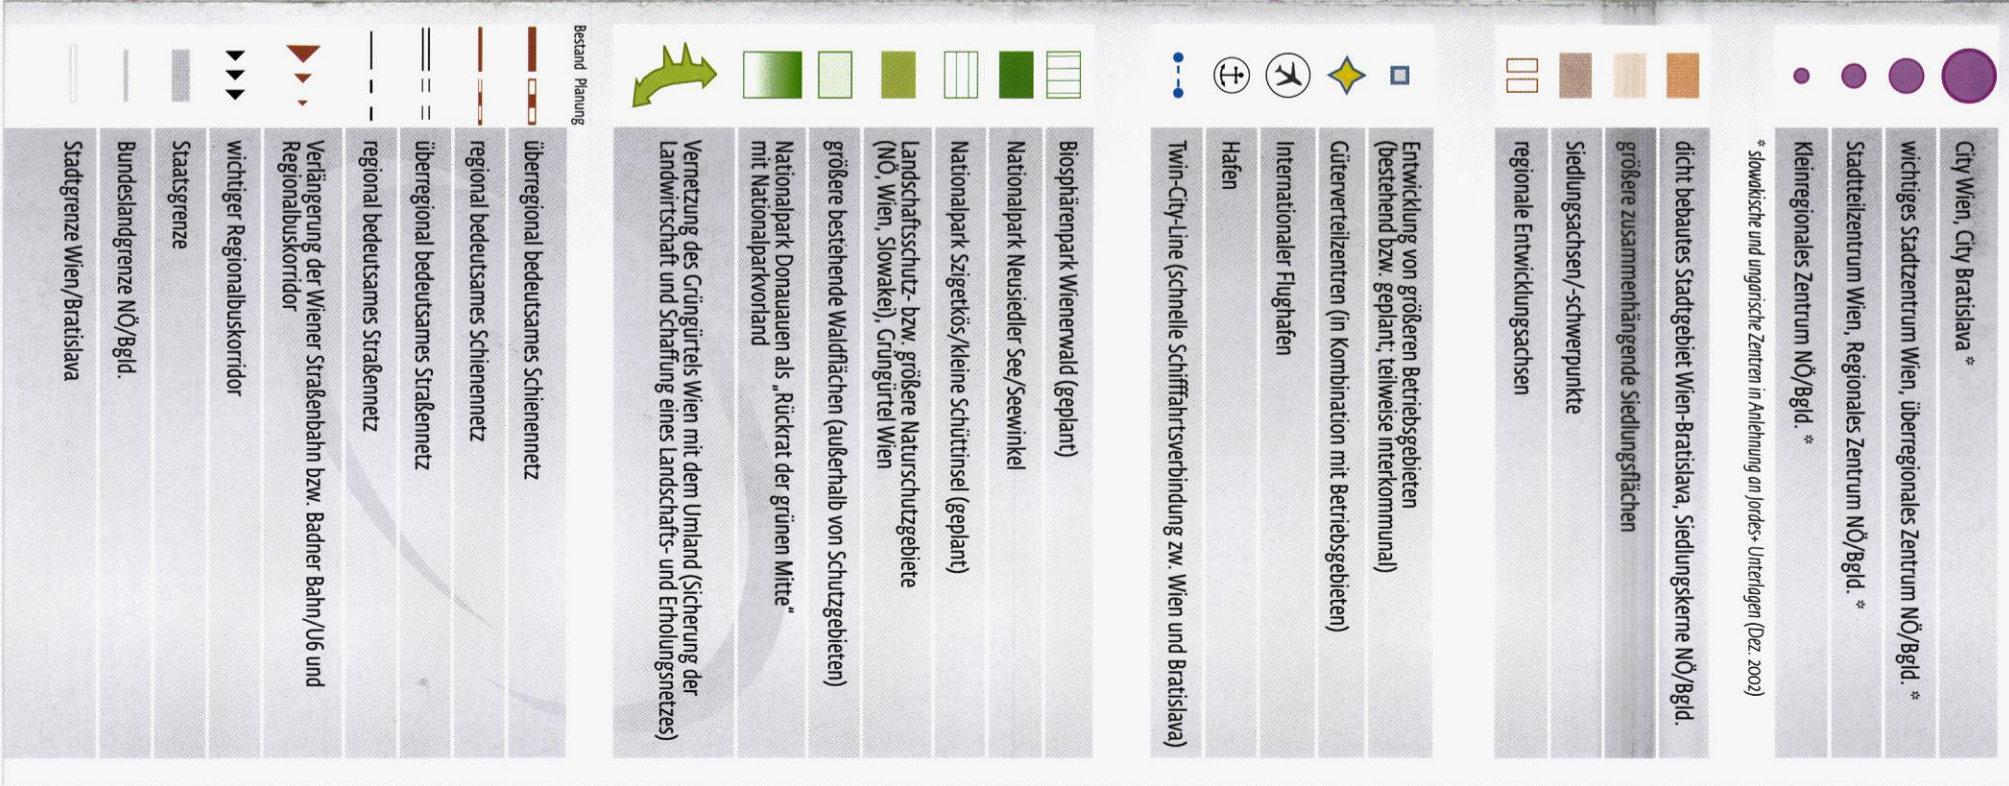 City Wien, City Bratislava *
wichtiges Stadtzentrum Wien, überregionales Zentrum NÖ/Bgld. *
Stadtteilzentrum Wien, Regionales Zentrum NÖ/Bgld. *
Kleinregionales Zentrum NÖ/Bgld. *
* slowakische und ungarische Zentren in Anlehnung an Jordes+ Unterlagen (Dez. 2002)
dicht bebautes Stadtgebiet Wien-Bratislava, Siedlungskerne NÖ/Bgld.
größere zusammenhängende Siedlungsflächen
Siedlungsachsen/-schwerpunkte
regionale Entwicklungsachsen
Entwicklung von größeren Betriebsgebieten
(bestehend bzw. geplant; teilweise interkommunal)
Güterverteilzentren (in Kombination mit Betriebsgebieten)
Internationaler Flughafen
Hafen
Twin-City-Line (schnelle Schifffahrtsverbindung zw. Wien und Bratislava)
Biosphärenpark Wienerwald (geplant)
Nationalpark Neusiedler See/Seewinkel
Nationalpark Szigetkös/kleine Schüttinsel (geplant)
Landschaftsschutz- bzw. größere Naturschutzgebiete
(NÖ, Wien, Slowakei), Grüngürtel Wien
größere bestehende Waldflächen (außerhalb von Schutzgebieten)
Nationalpark Donauauen als „Rückrat der grünen Mitte“
mit Nationalparkvorland
Vernetzung des Grüngürtels Wien mit dem Umland (Sicherung der
Landwirtschaft und Schaffung eines Landschafts- und Erholungsnetzes)
Bestand Planung
überregional bedeutsames Schienennetz
regional bedeutsames Schienennetz
überregional bedeutsames Straßennetz
regional bedeutsames Straßennetz
Verlängerung der Wiener Straßenbahn bzw. Badner Bahn/U6 und
Regionalbuskorridor
wichtiger Regionalbuskorridor
Staatsgrenze
Bundeslandgrenze NÖ/Bgld.
Stadtgrenze Wien/Bratislava